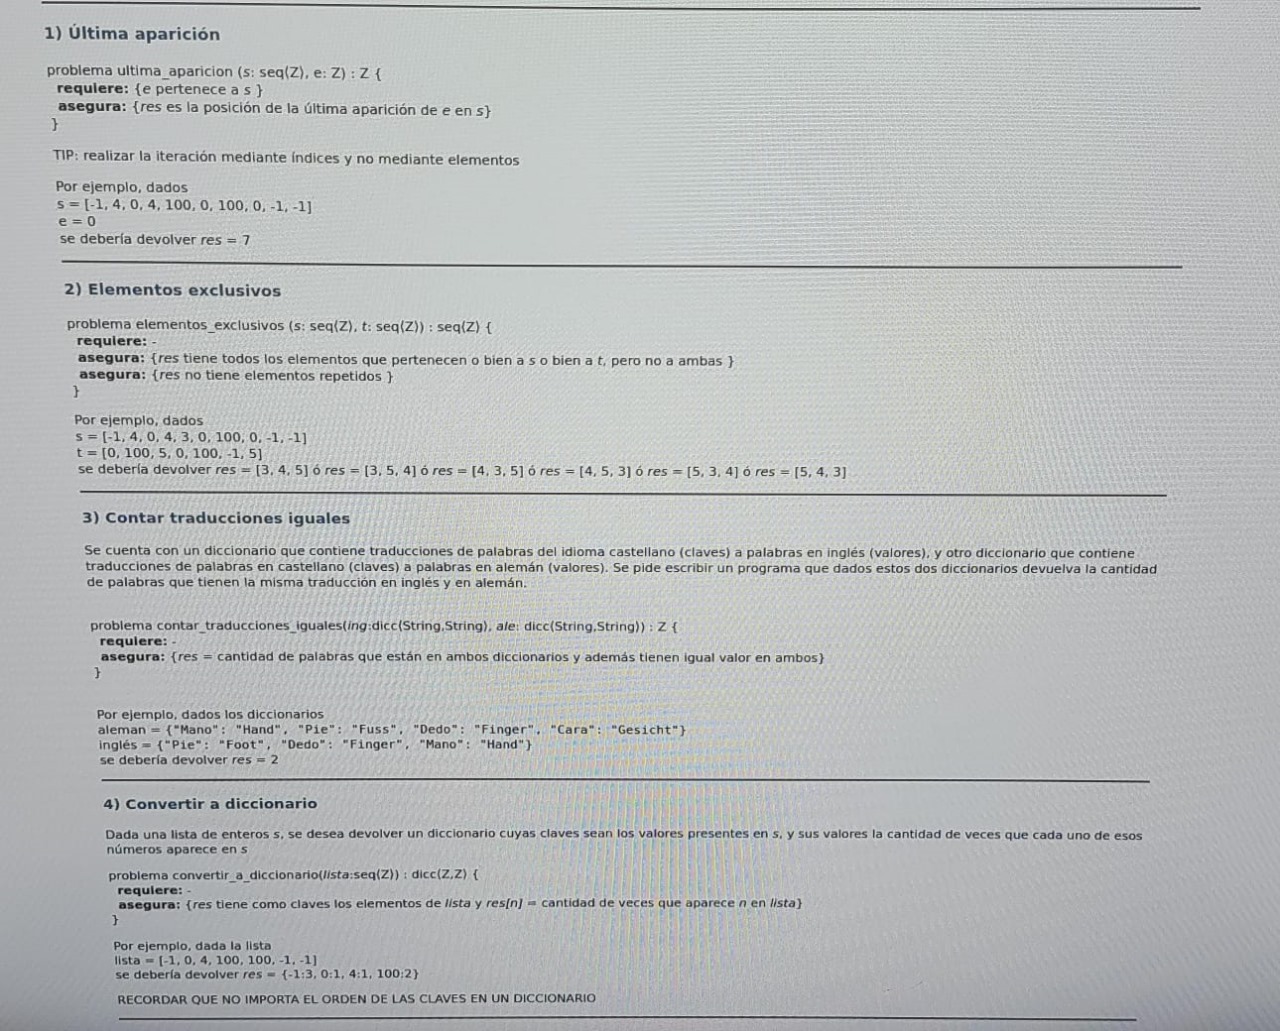 1) Última aparición
problema ultima_aparicion (s: seq⟨Z⟩, e: Z) : Z {
requiere: {e pertenece a s }
asegura: {res es la posición de la última aparición de e en s}
}
TIP: realizar la iteración mediante índices y no mediante elementos
Por ejemplo, dados
s = [-1, 4, 0, 4, 100, 0, 100, 0, -1, -1]
e = 0
se debería devolver res = 7
2) Elementos exclusivos
problema elementos_exclusivos (s: seq⟨Z⟩, t: seq⟨Z⟩) : seq⟨Z⟩ {
requiere: -
asegura: {res tiene todos los elementos que pertenecen o bien a s o bien a t, pero no a ambas }
asegura: {res no tiene elementos repetidos }
}
Por ejemplo, dados
s = [-1, 4, 0, 4, 3, 0, 100, 0, -1, -1]
t = [0, 100, 5, 0, 100, -1, 5]
se debería devolver res = [3, 4, 5] ó res = [3, 5, 4] ó res = [4, 3, 5] ó res = [4, 5, 3] ó res = [5, 3, 4] ó res = [5, 4, 3]
3) Contar traducciones iguales
Se cuenta con un diccionario que contiene traducciones de palabras del idioma castellano (claves) a palabras en inglés (valores), y otro diccionario que contiene
traducciones de palabras en castellano (claves) a palabras en alemán (valores). Se pide escribir un programa que dados estos dos diccionarios devuelva la cantidad
de palabras que tienen la misma traducción en inglés y en alemán.
problema contar_traducciones_iguales(ing:dicc⟨String,String⟩, ale: dicc⟨String,String⟩) : Z {
requiere: -
asegura: {res = cantidad de palabras que están en ambos diccionarios y además tienen igual valor en ambos}
}
Por ejemplo, dados los diccionarios
aleman = {"Mano": "Hand", "Pie": "Fuss", "Dedo": "Finger", "Cara": "Gesicht"}
inglés = {"Pie": "Foot", "Dedo": "Finger", "Mano": "Hand"}
se debería devolver res = 2
4) Convertir a diccionario
Dada una lista de enteros s, se desea devolver un diccionario cuyas claves sean los valores presentes en s, y sus valores la cantidad de veces que cada uno de esos
números aparece en s
problema convertir_a_diccionario(lista:seq⟨Z⟩) : dicc⟨Z,Z⟩ {
requiere: -
asegura: {res tiene como claves los elementos de lista y res[n] = cantidad de veces que aparece n en lista}
}
Por ejemplo, dada la lista
lista = [-1, 0, 4, 100, 100, -1, -1]
se debería devolver res = {-1:3, 0:1, 4:1, 100:2}
RECORDAR QUE NO IMPORTA EL ORDEN DE LAS CLAVES EN UN DICCIONARIO